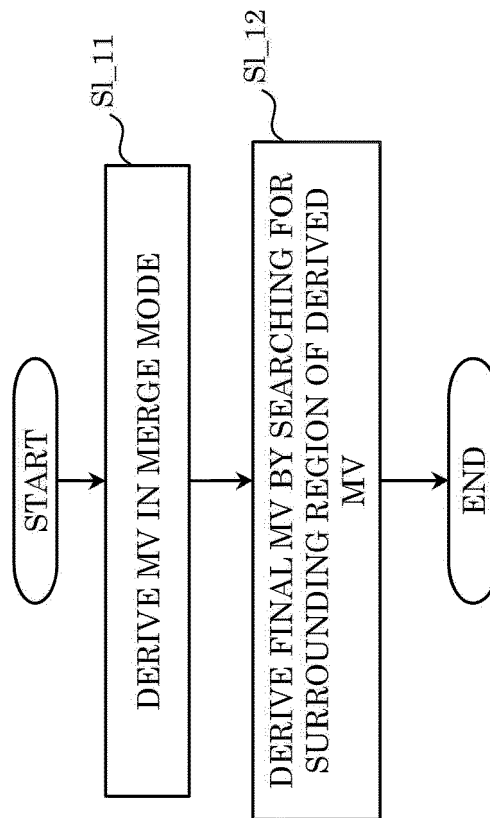 START
Sl_11
DERIVE MV IN MERGE MODE
Sl_12
DERIVE FINAL MV BY SEARCHING FOR
SURROUNDING REGION OF DERIVED
MV
END